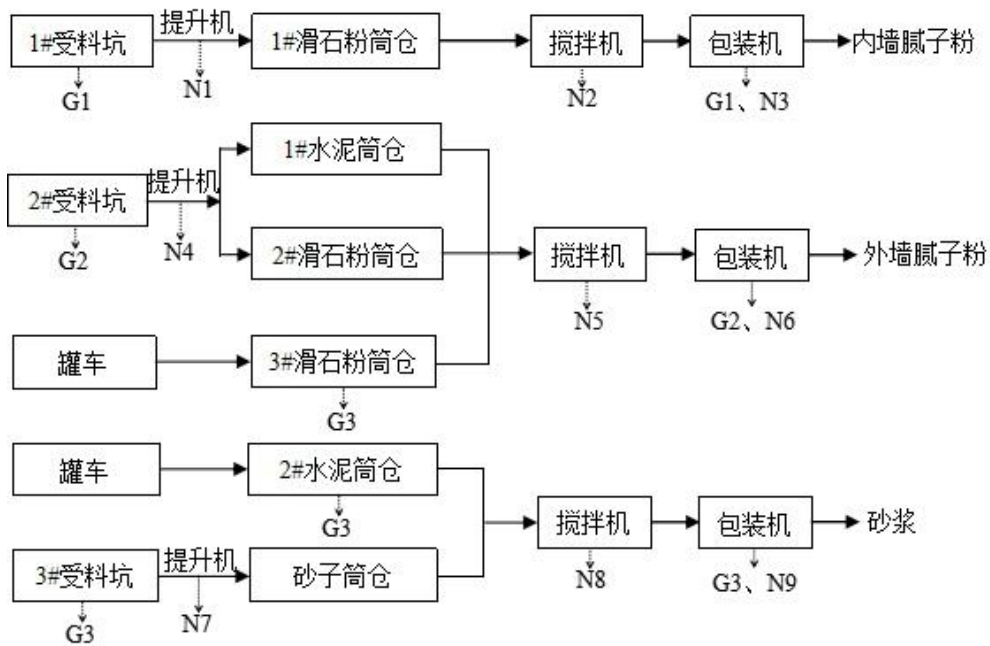 提升机
1#受料坑
1#滑石粉筒仓
搅拌机
包装机
内墙腻子粉
G1
N1
N2
G1、N3
1#水泥筒仓
提升机
2#受料坑
G2
N4
2#滑石粉筒仓
搅拌机
包装机
外墙腻子粉
N5
G2、N6
罐车
3#滑石粉筒仓
G3
罐车
2#水泥筒仓
G3
搅拌机
包装机
砂浆
提升机
3#受料坑
砂子筒仓
N8
G3、N9
G3
N7